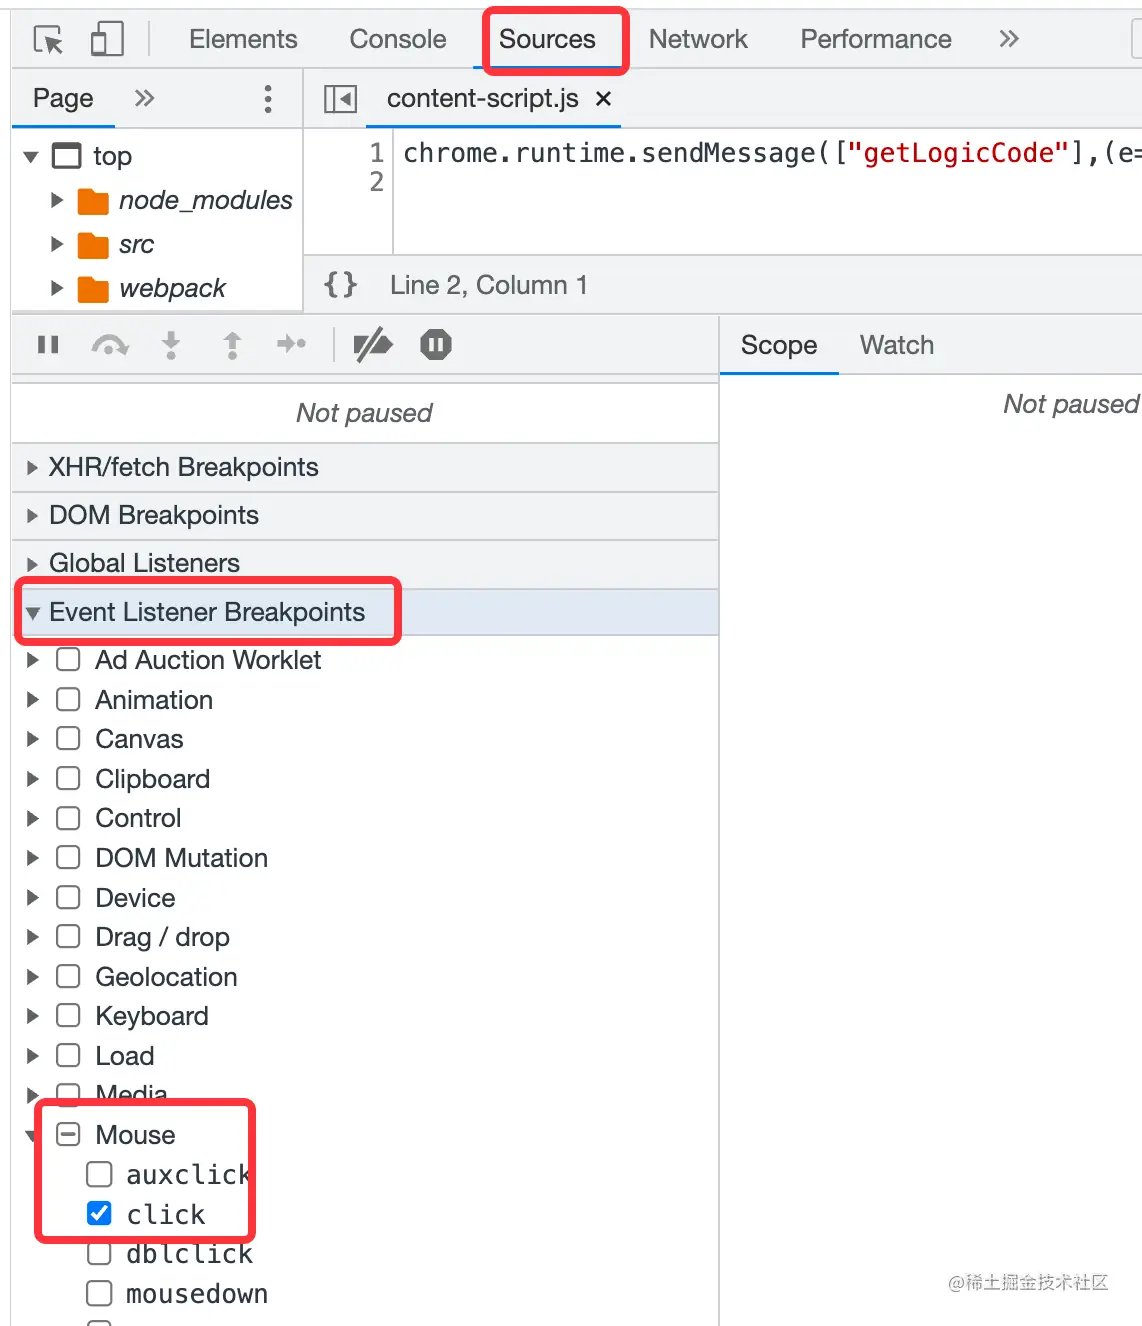 Elements Console Sources Network Performance »
Page » content-script.js ×
top
node_modules
src
webpack
1 chrome.runtime.sendMessage(["getLogicCode"],(e=
2
{} Line 2, Column 1
Scope Watch
Not paused
Not paused
XHR/fetch Breakpoints
DOM Breakpoints
Global Listeners
Event Listener Breakpoints
Ad Auction Worklet
Animation
Canvas
Clipboard
Control
DOM Mutation
Device
Drag / drop
Geolocation
Keyboard
Load
Media
Mouse
auxclick
click
dblclick
mousedown
@稀土掘金技术社区